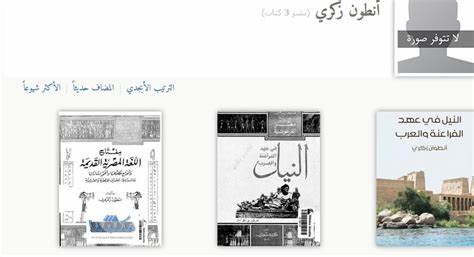 أنطون زكري (نشر 3 كتاب)
لا تتوفر صورة
الترتيب الأبجدي | المضاف حديثاً | الأكثر شيوعاً
النيل في عهد
الفراعنة والعرب
أنطون زكري
في عهد
الفراعنة
والعرب
النيل
مفتاح
اللغة المصرية القديمة